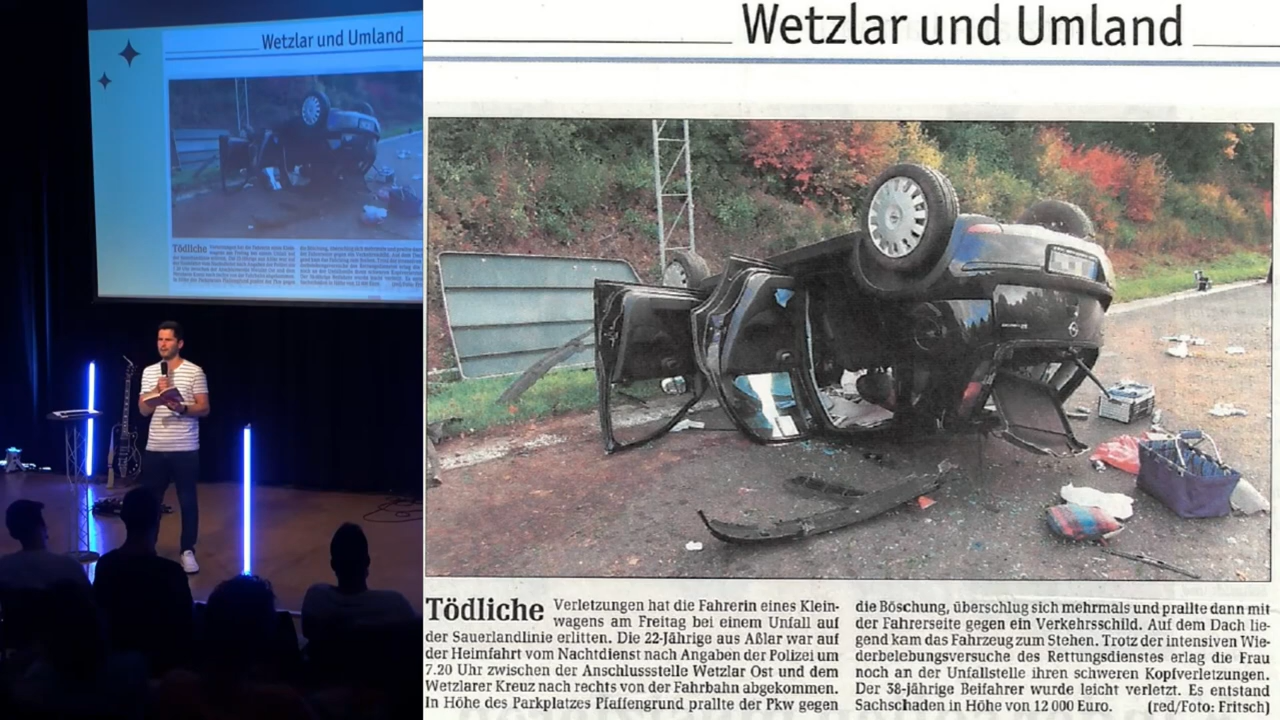 Wetzlar und Umland
Tödliche
Wetzlar und Umland
Tödliche Verletzungen hat die Fahrerin eines Klein-
wagens am Freitag bei einem Unfall auf
der Sauerlandlinie erlitten. Die 22-Jährige aus Aßlar war auf
der Heimfahrt vom Nachtdienst nach Angaben der Polizei um
7.20 Uhr zwischen der Anschlussstelle Wetzlar Ost und dem
Wetzlarer Kreuz nach rechts von der Fahrbahn abgekommen.
In Höhe des Parkplatzes Pfaffengrund prallte der Pkw gegen
die Böschung, überschlug sich mehrmals und prallte dann mit
der Fahrerseite gegen ein Verkehrsschild. Auf dem Dach lie-
gend kam das Fahrzeug zum Stehen. Trotz der intensiven Wie-
derbelebungsversuche des Rettungsdienstes erlag die Frau
noch an der Unfallstelle ihren schweren Kopfverletzungen.
Der 38-jährige Beifahrer wurde leicht verletzt. Es entstand
Sachschaden in Höhe von 12 000 Euro. (red/Foto: Fritsch)